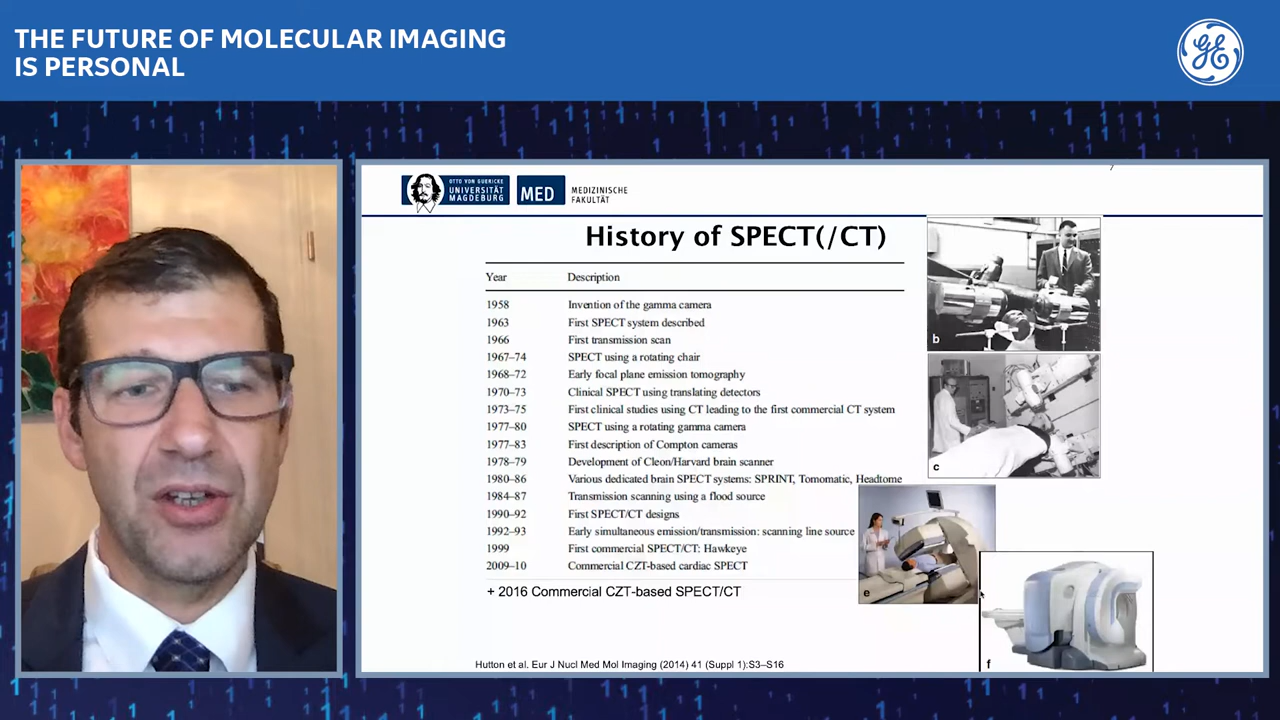 THE FUTURE OF MOLECULAR IMAGING
IS PERSONAL
GE
7
OTTO VON GUERICKE
UNIVERSITÄT
MAGDEBURG
MED
MEDIZINISCHE
FAKULTÄT
History of SPECT(/CT)
Year Description
1958 Invention of the gamma camera
1963 First SPECT system described
1966 First transmission scan
1967–74 SPECT using a rotating chair
1968–72 Early focal plane emission tomography
1970–73 Clinical SPECT using translating detectors
1973–75 First clinical studies using CT leading to the first commercial CT system
1977–80 SPECT using a rotating gamma camera
1977–83 First description of Compton cameras
1978–79 Development of Cleon/Harvard brain scanner
1980–86 Various dedicated brain SPECT systems: SPRINT, Tomomatic, Headtome
1984–87 Transmission scanning using a flood source
1990–92 First SPECT/CT designs
1992–93 Early simultaneous emission/transmission: scanning line source
1999 First commercial SPECT/CT: Hawkeye
2009–10 Commercial CZT-based cardiac SPECT
+ 2016 Commercial CZT-based SPECT/CT
b
c
e
f
Hutton et al. Eur J Nucl Med Mol Imaging (2014) 41 (Suppl 1):S3–S16